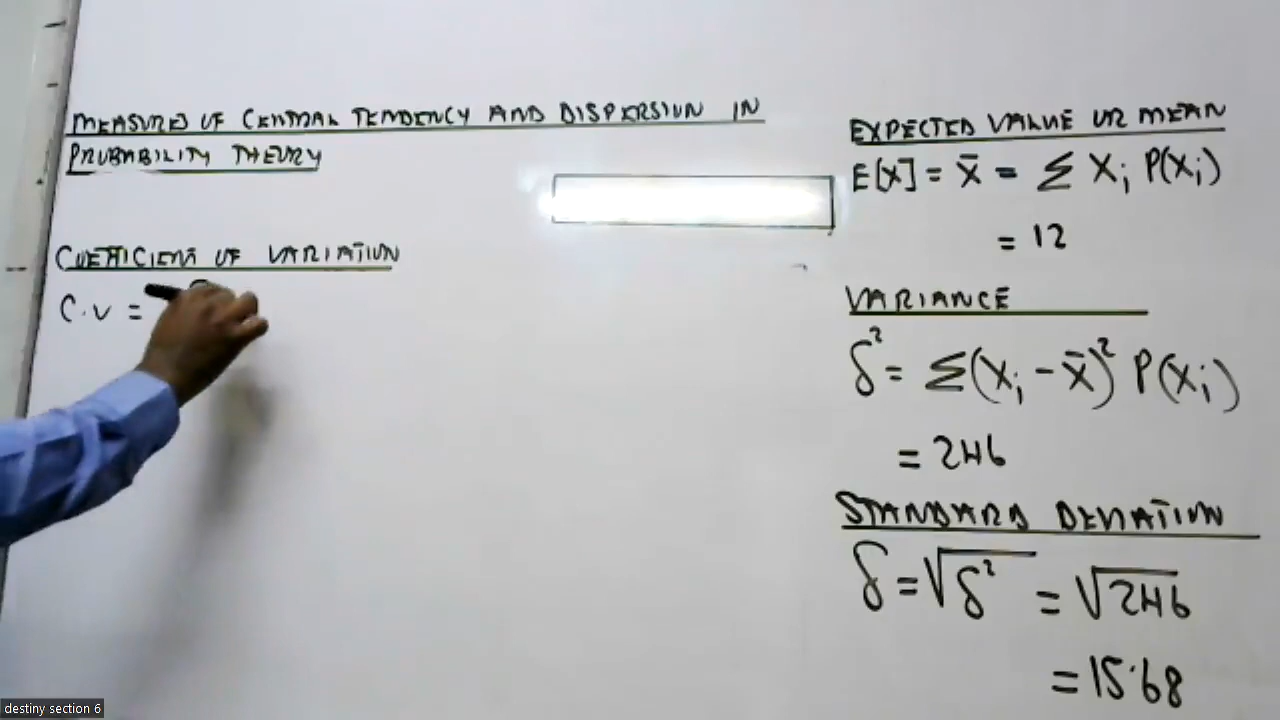 MEASURES OF CENTRAL TENDENCY AND DISPERSION IN
PROBABILITY THEORY
COEFFICIENT OF VARIATION
C.V =
EXPECTED VALUE OR MEAN
E[X] = x̄ = Σ Xi P(Xi)
= 12
VARIANCE
δ² = Σ(Xi - x̄)² P(Xi)
= 246
STANDARD DEVIATION
δ = √δ² = √246
= 15.68
destiny section 6